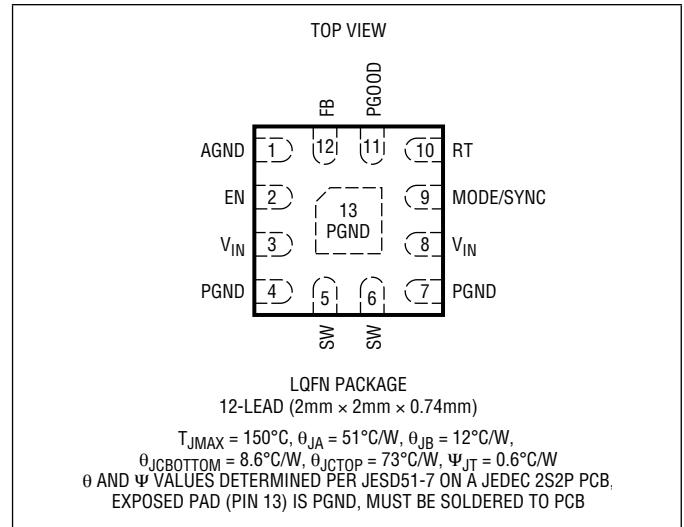 TOP VIEW
FB PGOOD
12 11
AGND 1 10 RT
EN 2 9 MODE/SYNC
13
PGND
VIN 3 8 VIN
PGND 4 7 PGND
5 6
SW SW
LQFN PACKAGE
12-LEAD (2mm × 2mm × 0.74mm)
TJMAX = 150°C, θJA = 51°C/W, θJB = 12°C/W,
θJCBOTTOM = 8.6°C/W, θJCTOP = 73°C/W, ΨJT = 0.6°C/W
θ AND Ψ VALUES DETERMINED PER JESD51-7 ON A JEDEC 2S2P PCB,
EXPOSED PAD (PIN 13) IS PGND, MUST BE SOLDERED TO PCB